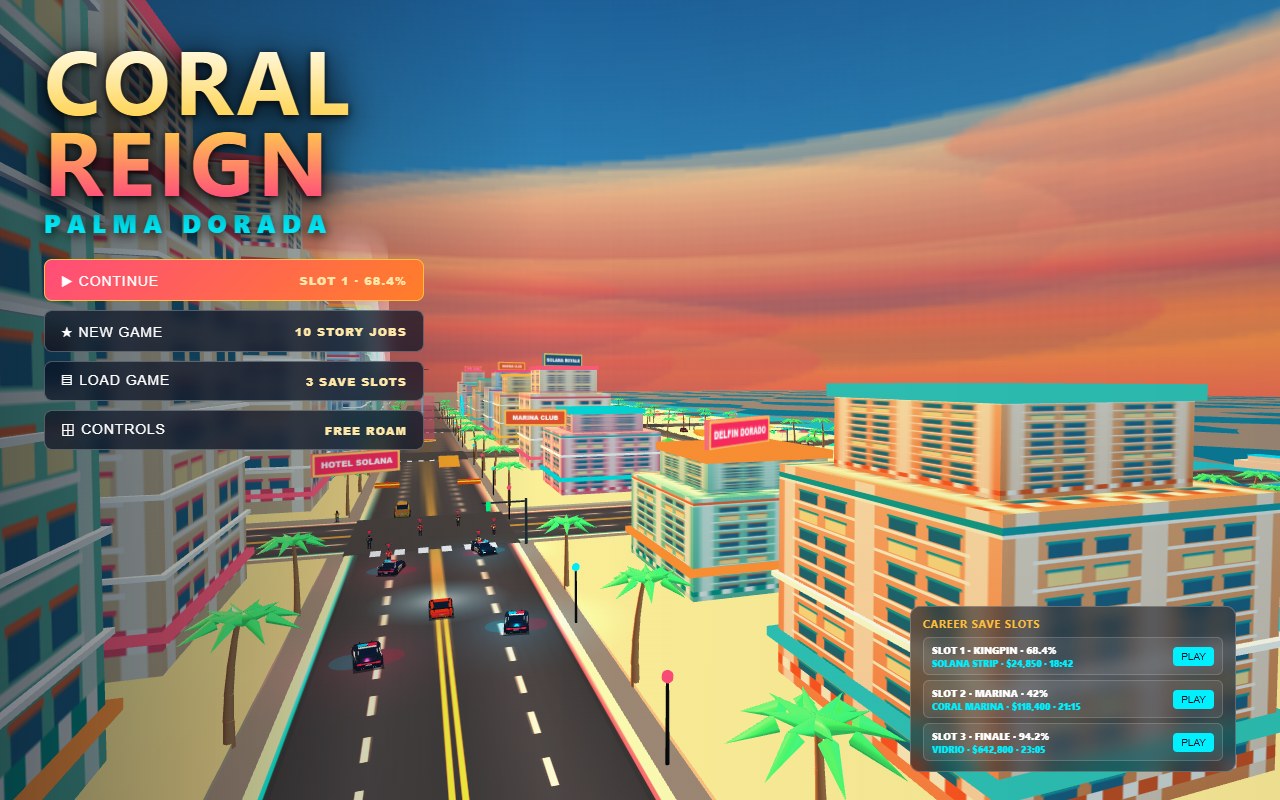 CORAL
REIGN
PALMA DORADA
▶ CONTINUE SLOT 1 · 68.4%
★ NEW GAME 10 STORY JOBS
▤ LOAD GAME 3 SAVE SLOTS
⊞ CONTROLS FREE ROAM
SOLANA ROYALE
MARINA CLUB
DELFIN DORADO
HOTEL SOLANA
CAREER SAVE SLOTS
SLOT 1 · KINGPIN · 68.4%
SOLANA STRIP · $24,850 · 18:42
PLAY
SLOT 2 · MARINA · 42%
CORAL MARINA · $118,400 · 21:15
PLAY
SLOT 3 · FINALE · 94.2%
VIDRIO · $642,800 · 23:05
PLAY